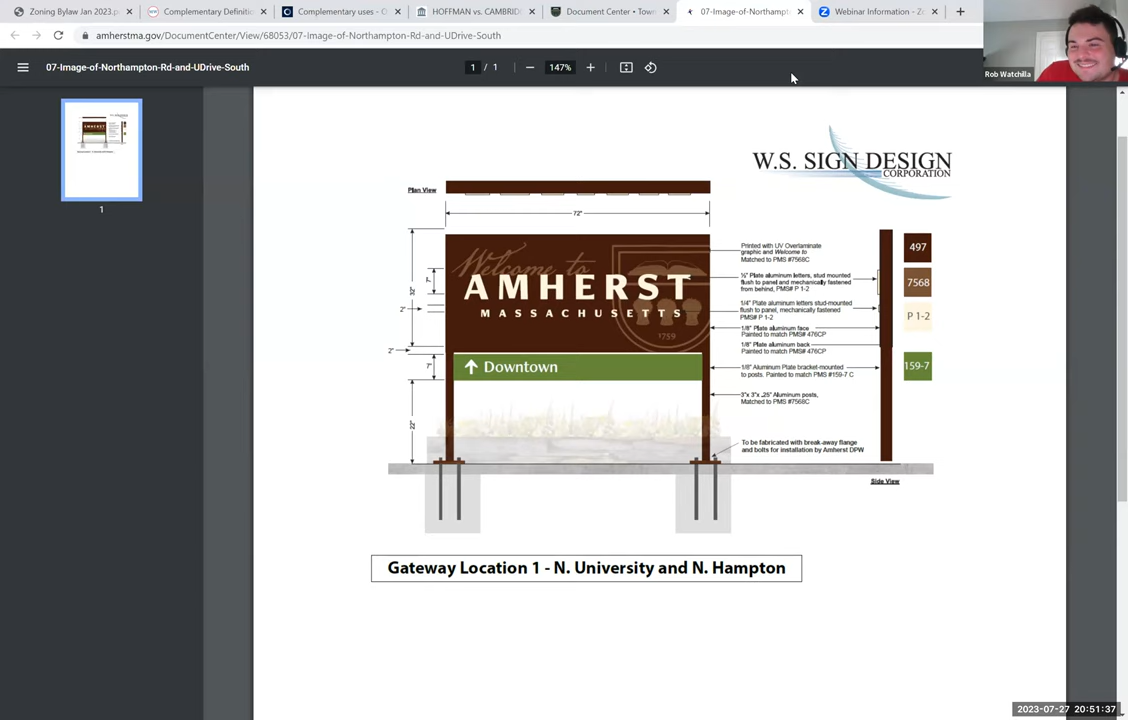 Zoning Bylaw Jan 2023.p
Complementary Definiti
Complementary uses - O
HOFFMAN vs. CAMBRID
Document Center • Town
07-Image-of-Northampt
Webinar Information - Z
amherstma.gov/DocumentCenter/View/68053/07-Image-of-Northampton-Rd-and-UDrive-South
07-Image-of-Northampton-Rd-and-UDrive-South
1 / 1
147%
Rob Watchilla
1
W.S. SIGN DESIGN
CORPORATION
Plan View
72"
Welcome to
AMHERST
MASSACHUSETTS
1759
Downtown
32"
7"
2"
2"
7"
22"
Printed with UV Overlaminate
graphic and Welcome to
Matched to PMS #7568C
½" Plate aluminum letters, stud mounted
flush to panel and mechanically fastened
from behind, PMS# P 1-2
1/4" Plate aluminum letters stud-mounted
flush to panel, mechanically fastened
PMS# P 1-2
1/8" Plate aluminum face
Painted to match PMS# 476CP
1/8" Plate aluminum back
Painted to match PMS# 476CP
1/8" Aluminum Plate bracket-mounted
to posts. Painted to match PMS #159-7 C
3"x 3"x .25" Aluminum posts,
Matched to PMS#7568C
To be fabricated with break-away flange
and bolts for installation by Amherst DPW
497
7568
P 1-2
159-7
Side View
Gateway Location 1 - N. University and N. Hampton
2023-07-27 20:51:37